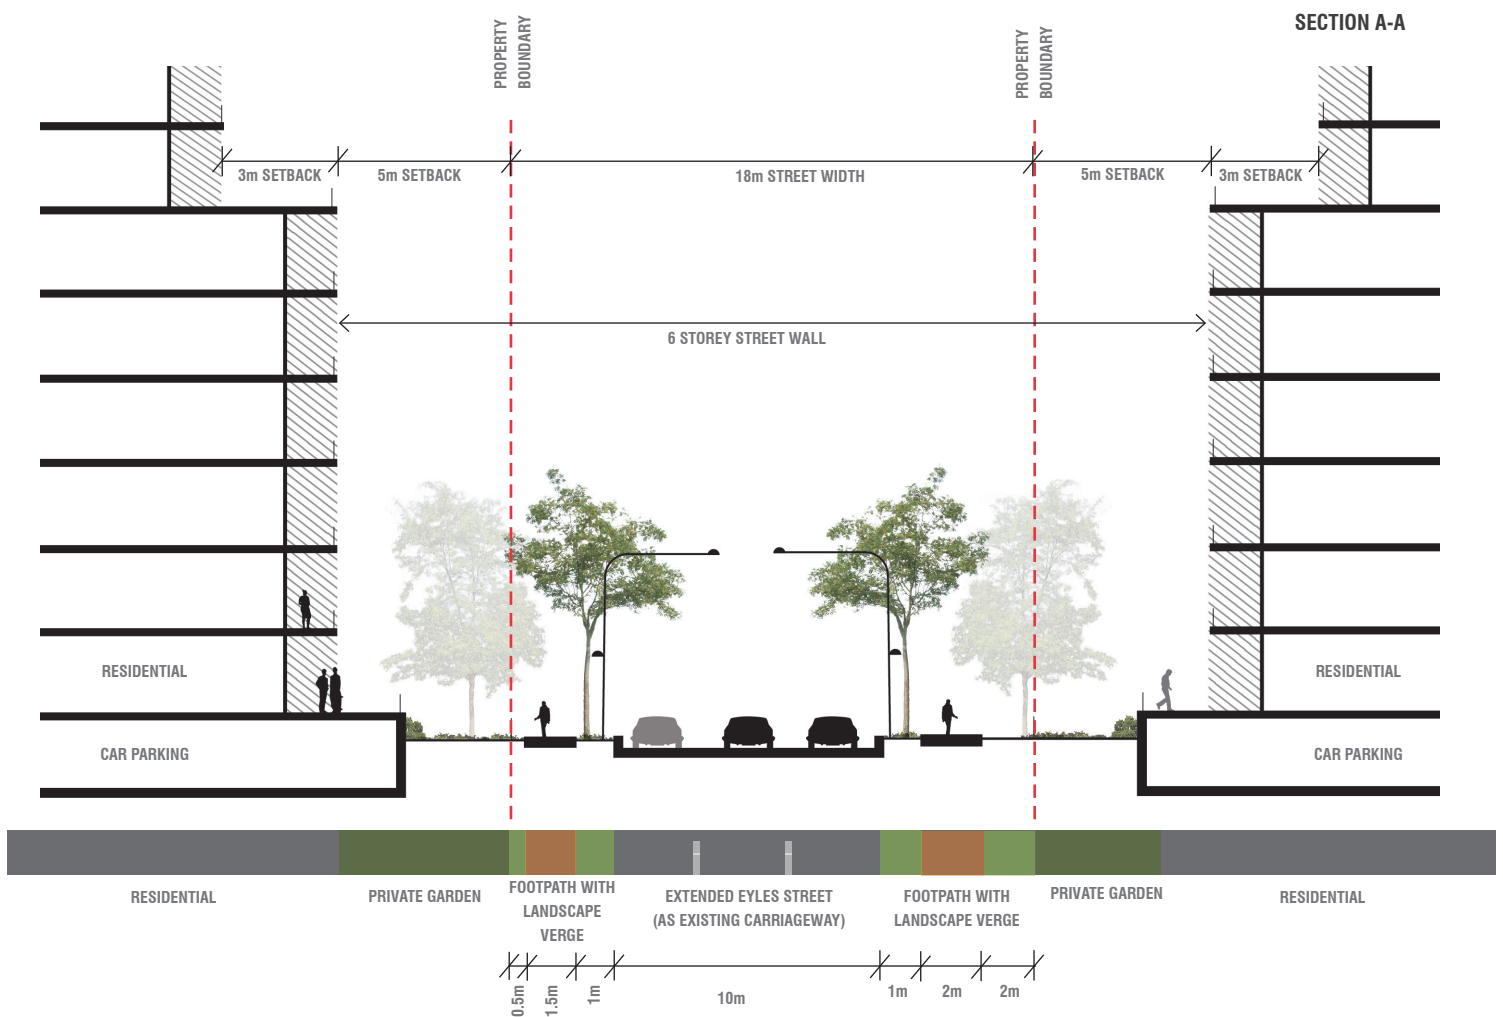 SECTION A-A
PROPERTY
BOUNDARY
PROPERTY
BOUNDARY
3m SETBACK
5m SETBACK
18m STREET WIDTH
5m SETBACK
3m SETBACK
6 STOREY STREET WALL
RESIDENTIAL
RESIDENTIAL
CAR PARKING
CAR PARKING
RESIDENTIAL
PRIVATE GARDEN
FOOTPATH WITH
LANDSCAPE
VERGE
EXTENDED EYLES STREET
(AS EXISTING CARRIAGEWAY)
FOOTPATH WITH
LANDSCAPE VERGE
PRIVATE GARDEN
RESIDENTIAL
0.5m
1.5m
1m
10m
1m
2m
2m